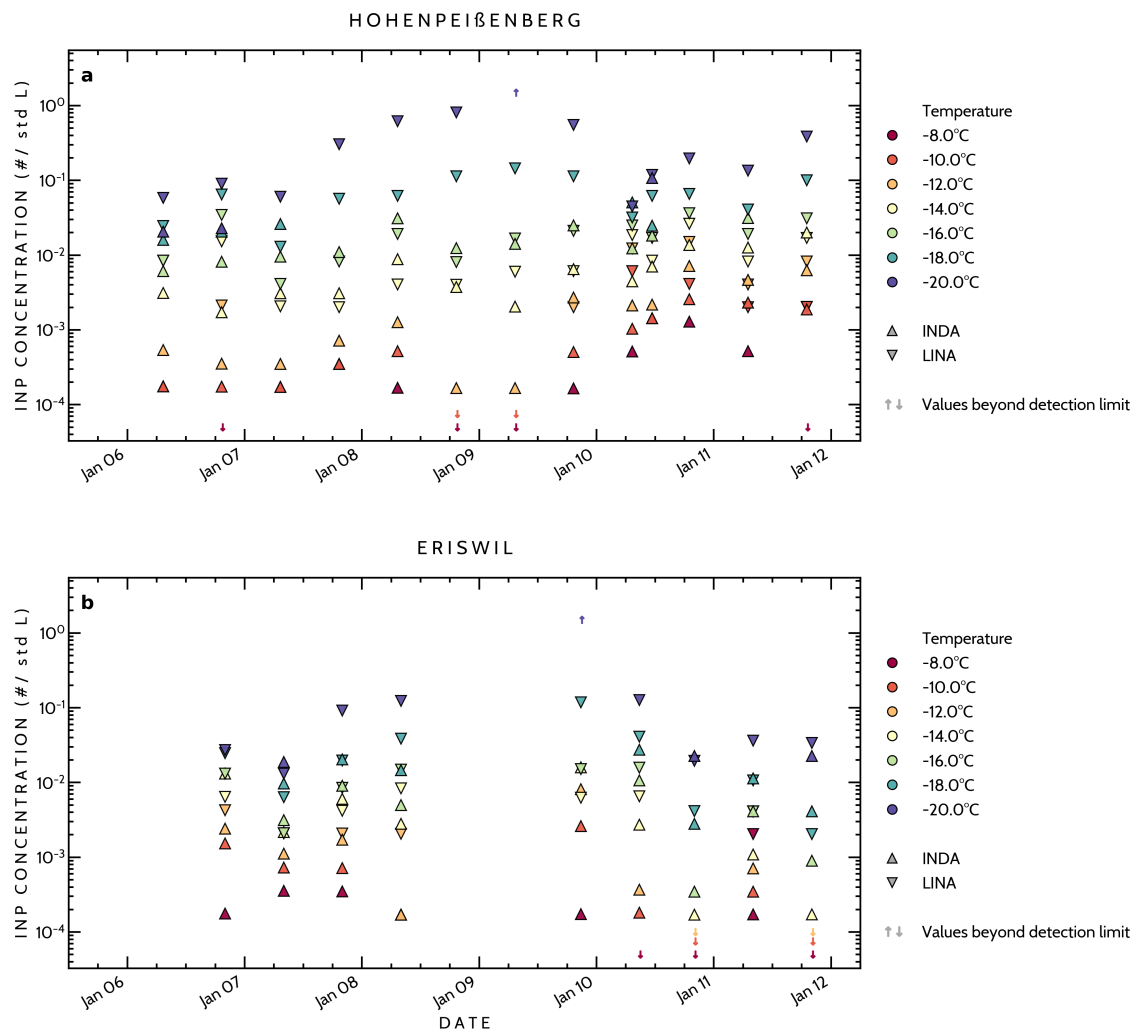 HOHENPEIßENBERG
a
INP CONCENTRATION (#/ std L)
10⁰
10⁻¹
10⁻²
10⁻³
10⁻⁴
Jan 06
Jan 07
Jan 08
Jan 09
Jan 10
Jan 11
Jan 12
Temperature
-8.0°C
-10.0°C
-12.0°C
-14.0°C
-16.0°C
-18.0°C
-20.0°C
INDA
LINA
↑↓ Values beyond detection limit
ERISWIL
b
INP CONCENTRATION (#/ std L)
10⁰
10⁻¹
10⁻²
10⁻³
10⁻⁴
Jan 06
Jan 07
Jan 08
Jan 09
Jan 10
Jan 11
Jan 12
DATE
Temperature
-8.0°C
-10.0°C
-12.0°C
-14.0°C
-16.0°C
-18.0°C
-20.0°C
INDA
LINA
↑↓ Values beyond detection limit